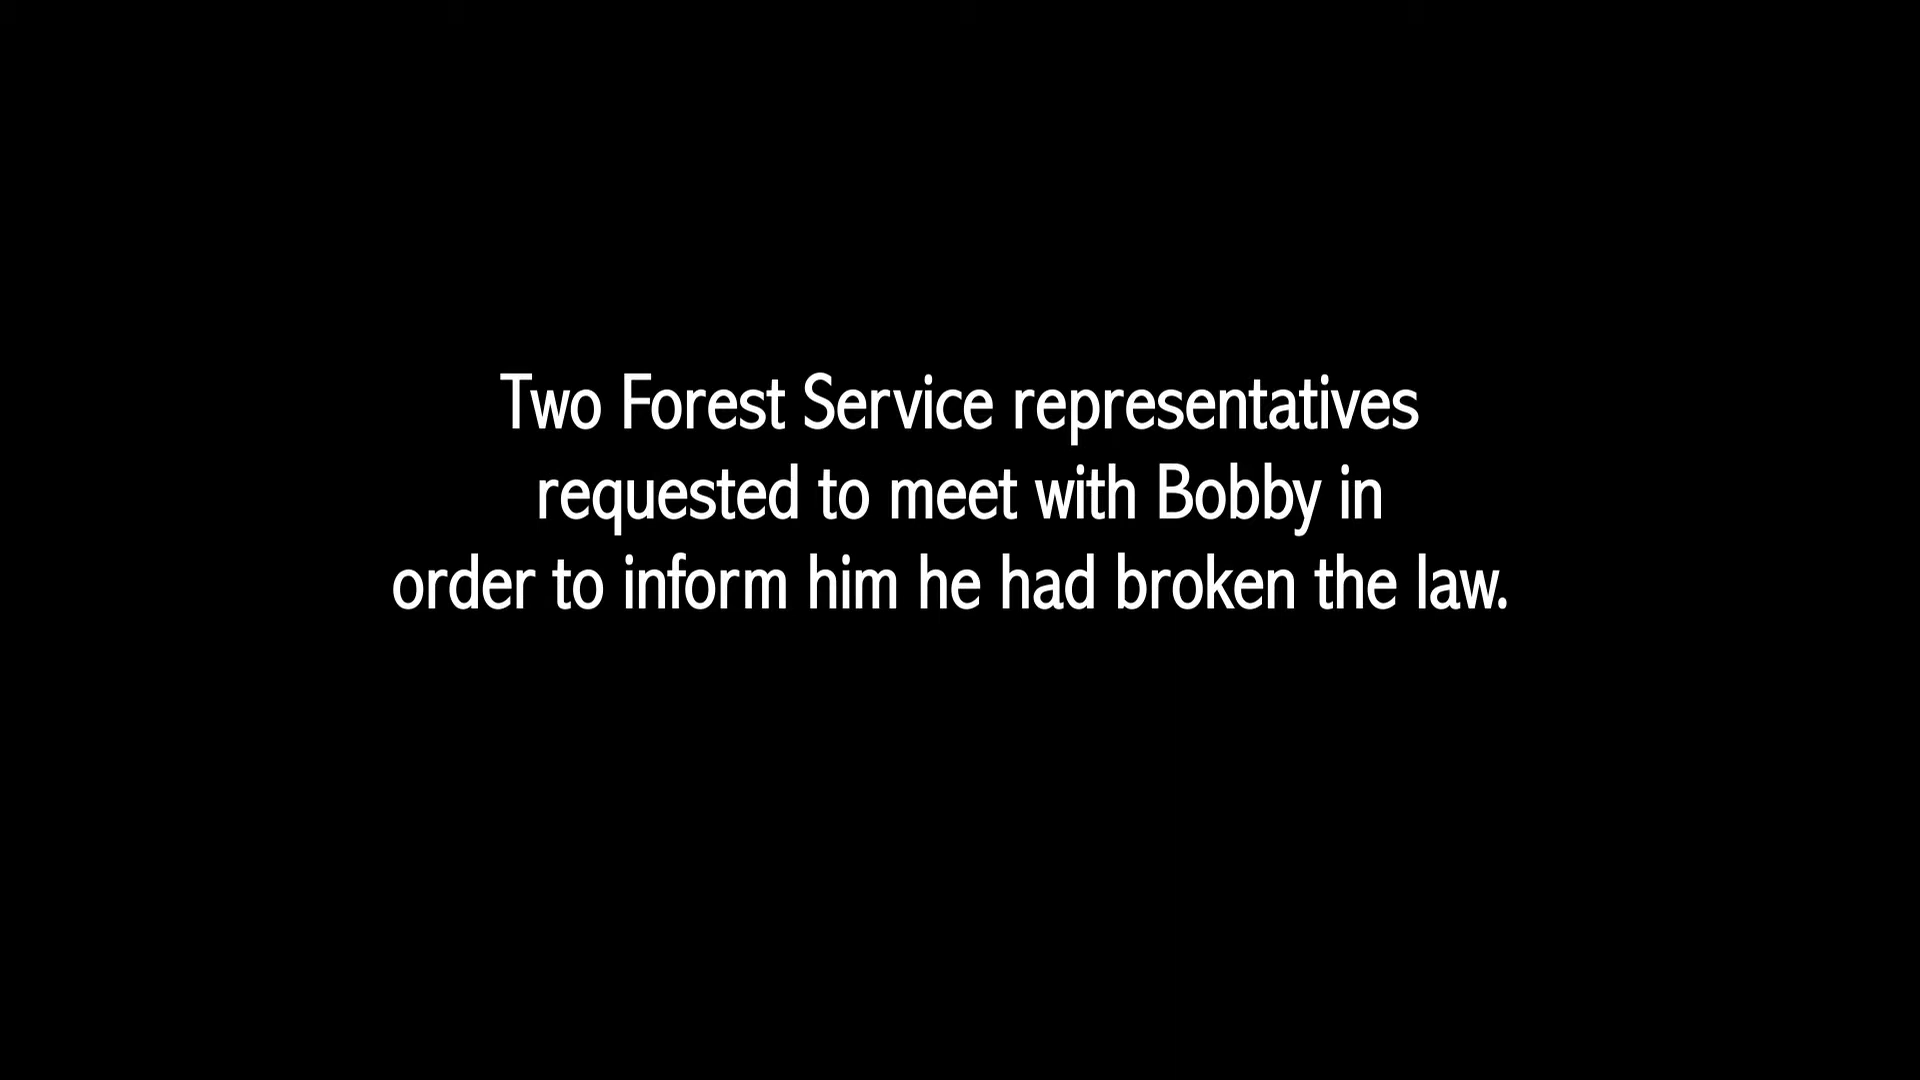 Two Forest Service representatives
requested to meet with Bobby in
order to inform him he had broken the law.